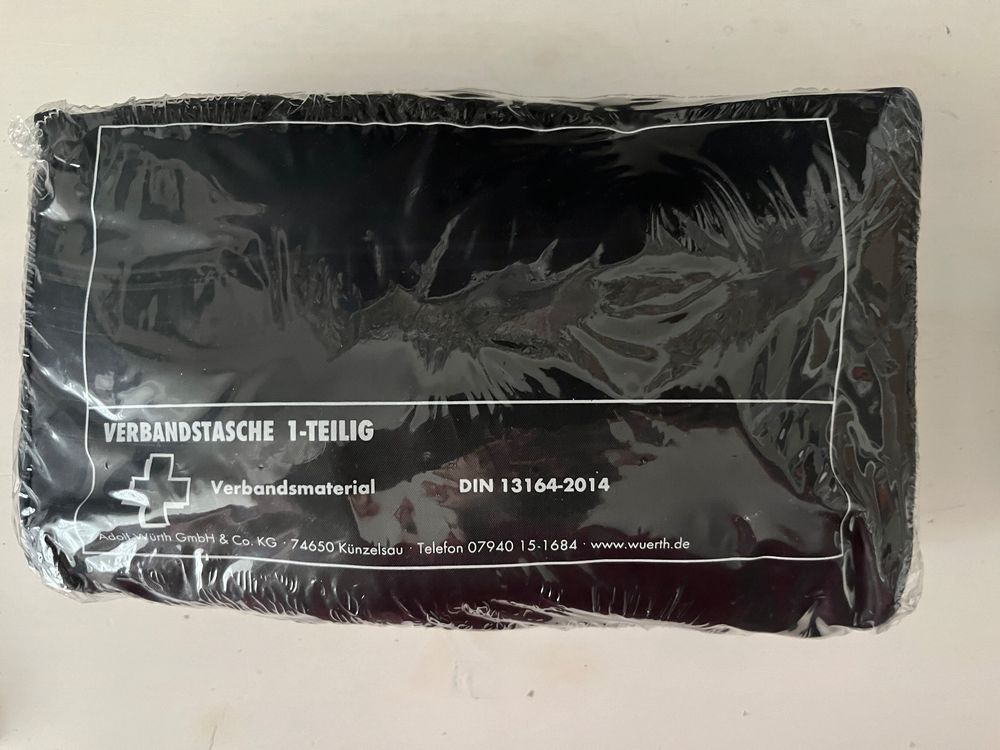 VERBANDSTASCHE 1-TEILIG
Verbandsmaterial DIN 13164-2014
Adolf Würth GmbH & Co. KG · 74650 Künzelsau · Telefon 07940 15-1684 · www.wuerth.de